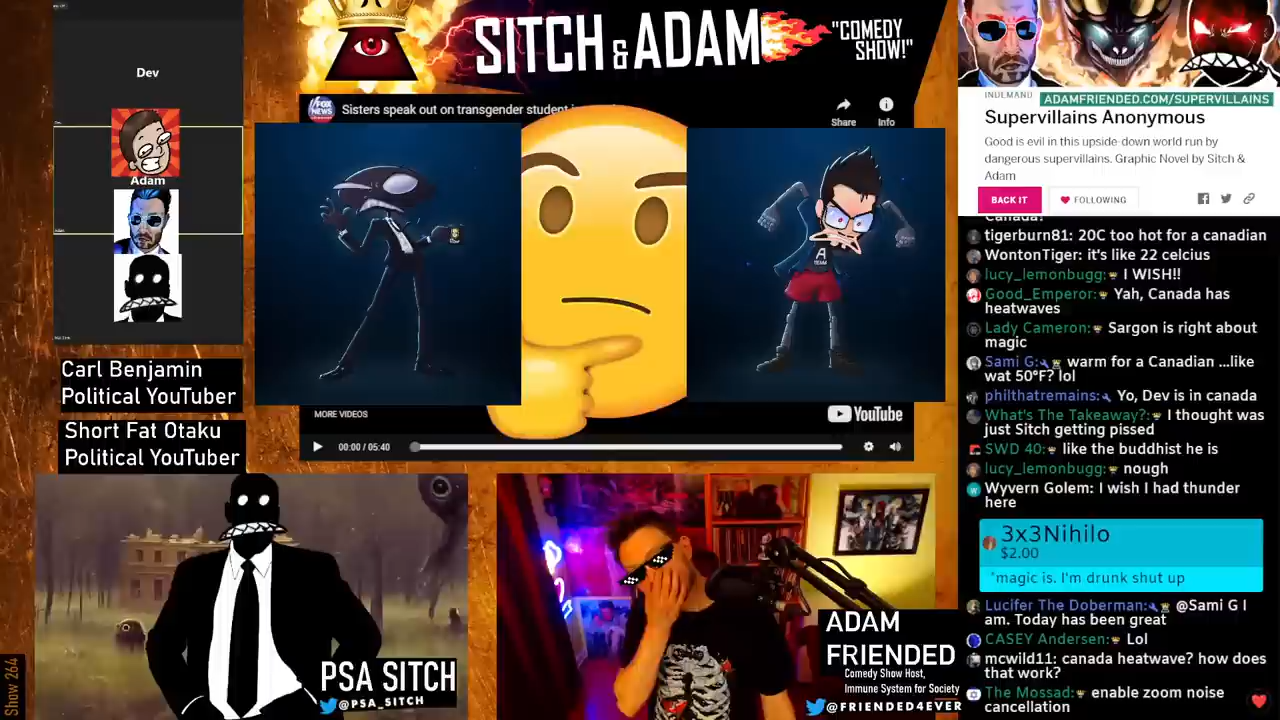 Dev
Adam
Carl Benjamin
Political YouTuber
Short Fat Otaku
Political YouTuber
SITCH & ADAM
"COMEDY
SHOW!"
FOX
NEWS
channel
Sisters speak out on transgender student
Share
Info
A
TEAM
MORE VIDEOS
YouTube
00:00 / 05:40
PSA SITCH
@PSA_SITCH
Show 264
ADAM
FRIENDED
Comedy Show Host,
Immune System for Society
@FRIENDED4EVER
INDEMAND
ADAMFRIENDED.COM/SUPERVILLAINS
Supervillains Anonymous
Good is evil in this upside-down world run by
dangerous supervillains. Graphic Novel by Sitch &
Adam
BACK IT
FOLLOWING
Canada!
tigerburn81: 20C too hot for a canadian
WontonTiger: it's like 22 celcius
lucy_lemonbugg: I WISH!!
Good_Emperor: Yah, Canada has
heatwaves
Lady Cameron: Sargon is right about
magic
Sami G: warm for a Canadian ...like
wat 50°F? lol
philthatremains: Yo, Dev is in canada
What's The Takeaway?: I thought was
just Sitch getting pissed
SWD 40: like the buddhist he is
lucy_lemonbugg: nough
Wyvern Golem: I wish I had thunder
here
3x3Nihilo
$2.00
*magic is. I'm drunk shut up
Lucifer The Doberman: @Sami G I
am. Today has been great
CASEY Andersen: Lol
mcwild11: canada heatwave? how does
that work?
The Mossad: enable zoom noise
cancellation